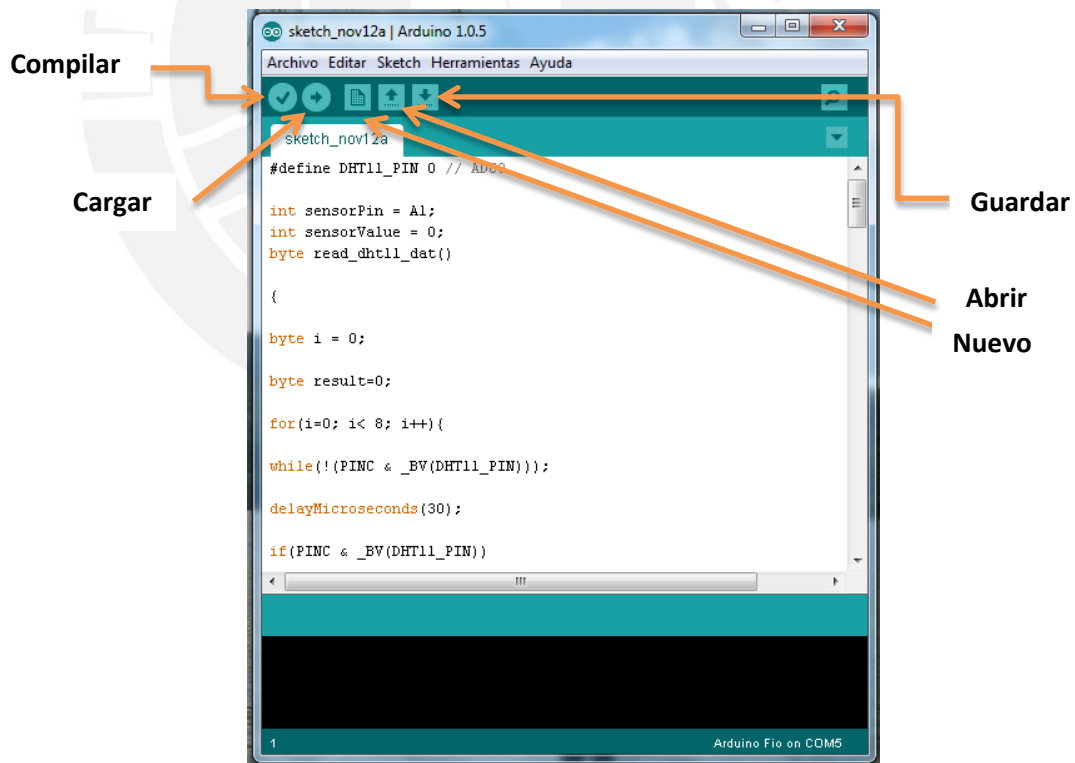 sketch_nov12a | Arduino 1.0.5
Archivo Editar Sketch Herramientas Ayuda
Compilar
sketch_nov12a
#define DHT11_PIN 0 // ADC0
Cargar
int sensorPin = A1;
Guardar
int sensorValue = 0;
byte read_dht11_dat()
{
Abrir
byte i = 0;
Nuevo
byte result=0;
for(i=0; i< 8; i++){
while(!(PINC & _BV(DHT11_PIN)));
delayMicroseconds(30);
if(PINC & _BV(DHT11_PIN))
1
Arduino Fio on COM5